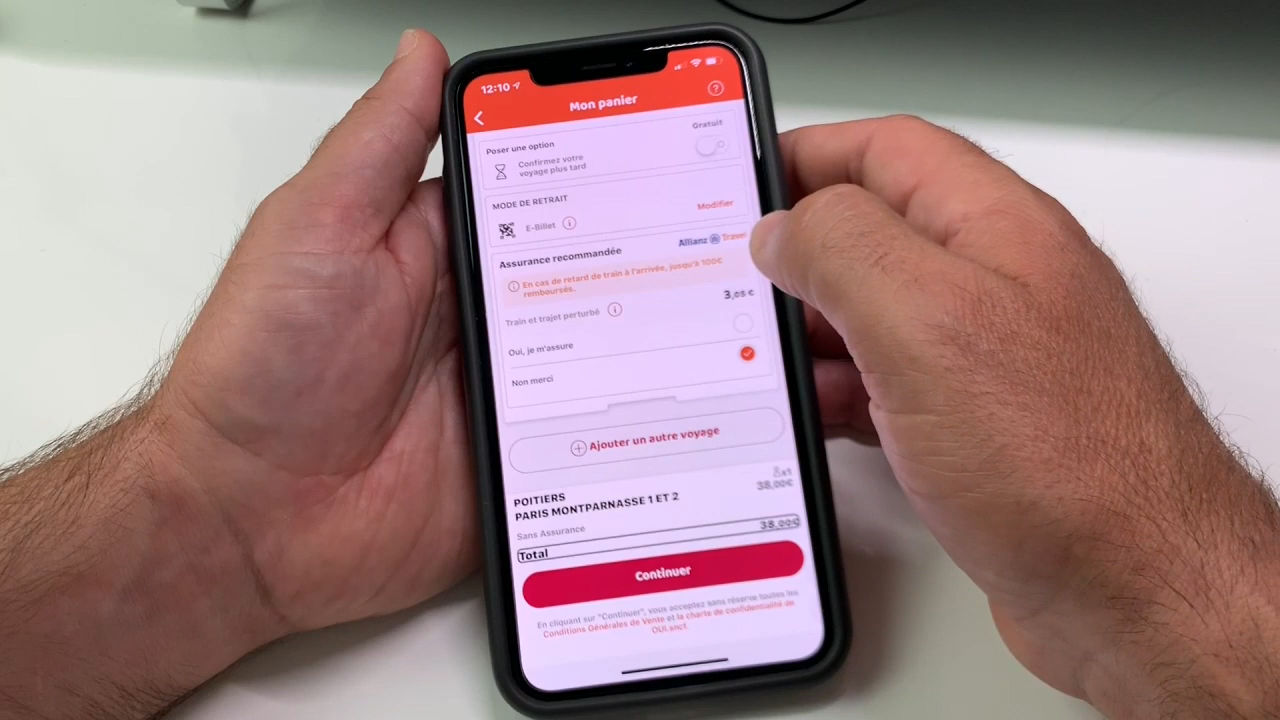 12:10
Mon panier
?
Poser une option
Gratuit
Confirmez votre
voyage plus tard
MODE DE RETRAIT
E-Billet
Modifier
Assurance recommandée
Allianz Travel
En cas de retard de train à l'arrivée, jusqu'à 100€
remboursés.
Train et trajet perturbé
3,05 €
Oui, je m'assure
Non merci
Ajouter un autre voyage
POITIERS
x1
PARIS MONTPARNASSE 1 ET 2
38,00€
Sans Assurance
Total
38,00€
Continuer
En cliquant sur "Continuer", vous acceptez sans réserve toutes les
Conditions Générales de Vente et la charte de confidentialité de
OUI.sncf.